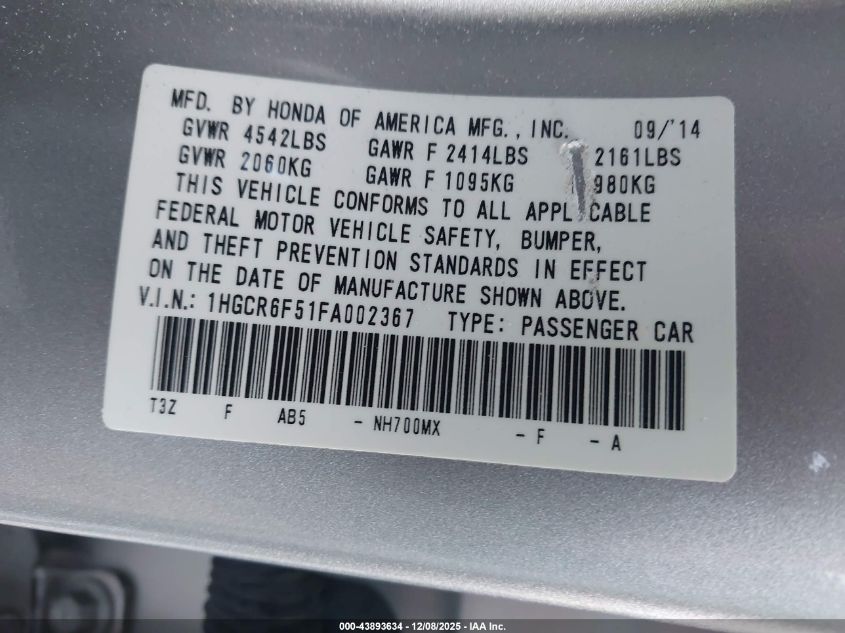 MFD. BY HONDA OF AMERICA MFG., INC. 09/'14
GVWR 4542LBS GAWR F 2414LBS 2161LBS
GVWR 2060KG GAWR F 1095KG 980KG
THIS VEHICLE CONFORMS TO ALL APPLICABLE
FEDERAL MOTOR VEHICLE SAFETY, BUMPER,
AND THEFT PREVENTION STANDARDS IN EFFECT
ON THE DATE OF MANUFACTURE SHOWN ABOVE.
V.I.N.: 1HGCR6F51FA002367 TYPE: PASSENGER CAR
T3Z F AB5 - NH700MX - F - A
000-43893634 | 12/08/2025 | IAA Inc.